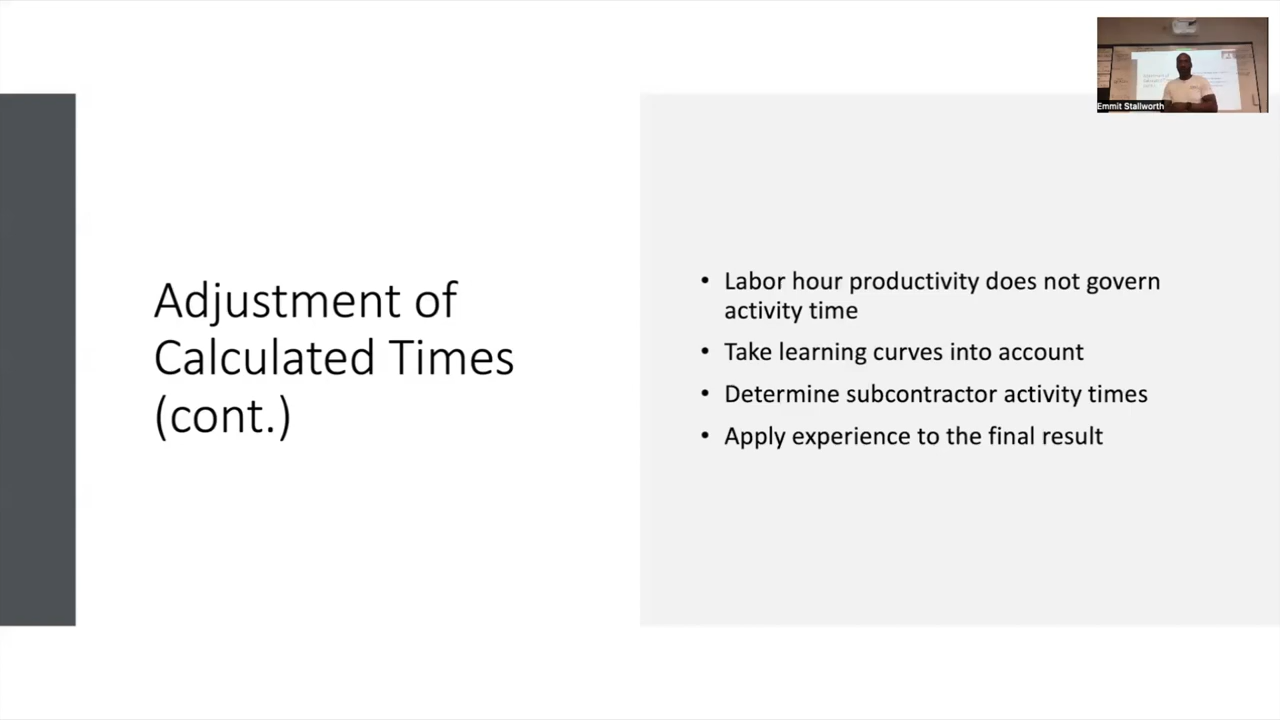 Emmit Stallworth
Adjustment of
Calculated Times
(cont.)
• Labor hour productivity does not govern
activity time
• Take learning curves into account
• Determine subcontractor activity times
• Apply experience to the final result